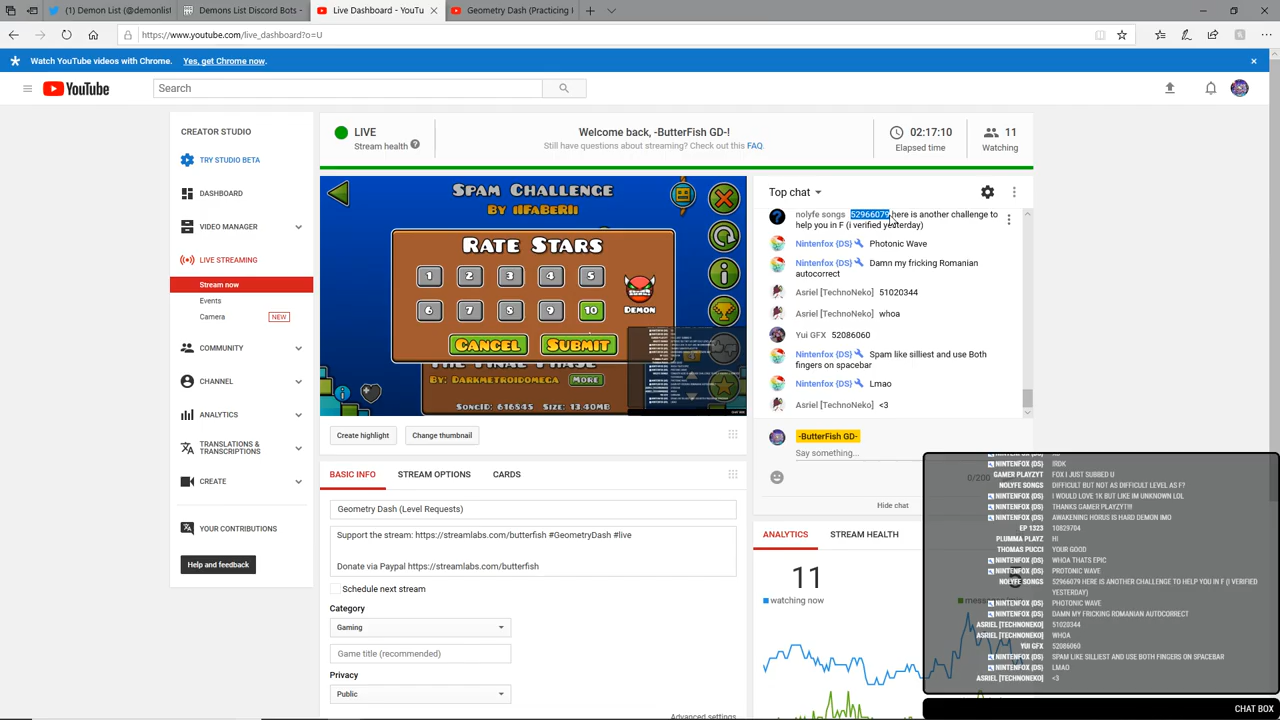 Demon List (@demonlist
Demons List Discord Bots -
Live Dashboard - YouTu
Geometry Dash (Practicing I
https://www.youtube.com/live_dashboard?o=U
Watch YouTube videos with Chrome. Yes, get Chrome now.
YouTube
Search
CREATOR STUDIO
TRY STUDIO BETA
DASHBOARD
VIDEO MANAGER
LIVE STREAMING
Stream now
Events
Camera
NEW
COMMUNITY
CHANNEL
ANALYTICS
TRANSLATIONS &
TRANSCRIPTIONS
CREATE
YOUR CONTRIBUTIONS
Help and feedback
LIVE
Stream health
Welcome back, -ButterFish GD-!
Still have questions about streaming? Check out this FAQ.
02:17:10
Elapsed time
11
Watching
SPAM CHALLENGE
BY IIFABERII
RATE STARS
1 2 3 4 5
6 7 8 9 10
DEMON
CANCEL SUBMIT
THE FINAL PHASE
BY: DARKMETROIDOMEGA MORE
SONGID: 616545 SIZE: 13.40MB
Create highlight
Change thumbnail
BASIC INFO
STREAM OPTIONS
CARDS
Geometry Dash (Level Requests)
Support the stream: https://streamlabs.com/butterfish #GeometryDash #live
Donate via Paypal https://streamlabs.com/butterfish
Schedule next stream
Category
Gaming
Game title (recommended)
Privacy
Public
Advanced settings
Top chat
nolyfe songs 52966079 here is another challenge to
help you in F (i verified yesterday)
Nintenfox {DS} Photonic Wave
Nintenfox {DS} Damn my fricking Romanian
autocorrect
Asriel [TechnoNeko] 51020344
Asriel [TechnoNeko] whoa
Yui GFX 52086060
Nintenfox {DS} Spam like silliest and use Both
fingers on spacebar
Nintenfox {DS} Lmao
Asriel [TechnoNeko] <3
-ButterFish GD-
Say something...
0/200
Hide chat
ANALYTICS
STREAM HEALTH
11
watching now
!RDK
GAMER PLAYZYT FOX I JUST SUBBED U
NOLYFE SONGS DIFFICULT BUT NOT AS DIFFICULT LEVEL AS F?
NINTENFOX {DS} I WOULD LOVE 1K BUT LIKE IM UNKNOWN LOL
NINTENFOX {DS} THANKS GAMER PLAYZYT!!!
NINTENFOX {DS} AWAKENING HORUS IS HARD DEMON IMO
EP 1323 10829704
PLUMMA PLAYZ HI
THOMAS PUCCI YOUR GOOD
NINTENFOX {DS} WHOA THATS EPIC
NINTENFOX {DS} PROTONIC WAVE
NOLYFE SONGS 52966079 HERE IS ANOTHER CHALLENGE TO HELP YOU IN F (I VERIFIED
YESTERDAY)
NINTENFOX {DS} PHOTONIC WAVE
NINTENFOX {DS} DAMN MY FRICKING ROMANIAN AUTOCORRECT
ASRIEL [TECHNONEKO] 51020344
ASRIEL [TECHNONEKO] WHOA
YUI GFX 52086060
NINTENFOX {DS} SPAM LIKE SILLIEST AND USE BOTH FINGERS ON SPACEBAR
NINTENFOX {DS} LMAO
ASRIEL [TECHNONEKO] <3
CHAT BOX